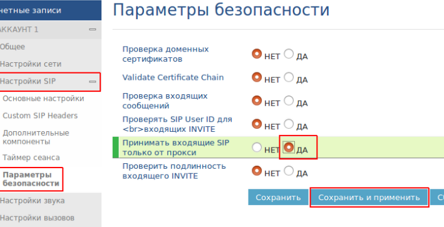 четные записи
АККАУНТ 1
Общее
Настройки сети
Настройки SIP
Основные настройки
Custom SIP Headers
Дополнительные
компоненты
Таймер сеанса
Параметры
безопасности
Настройки звука
Настройки вызовов
Параметры безопасности
Проверка доменных
сертификатов
НЕТ ДА
Validate Certificate Chain
НЕТ ДА
Проверка входящих
сообщений
НЕТ ДА
Проверять SIP User ID для
<br>входящих INVITE
НЕТ ДА
Принимать входящие SIP
только от прокси
НЕТ ДА
Проверить подлинность
входящего INVITE
НЕТ ДА
Сохранить Сохранить и применить